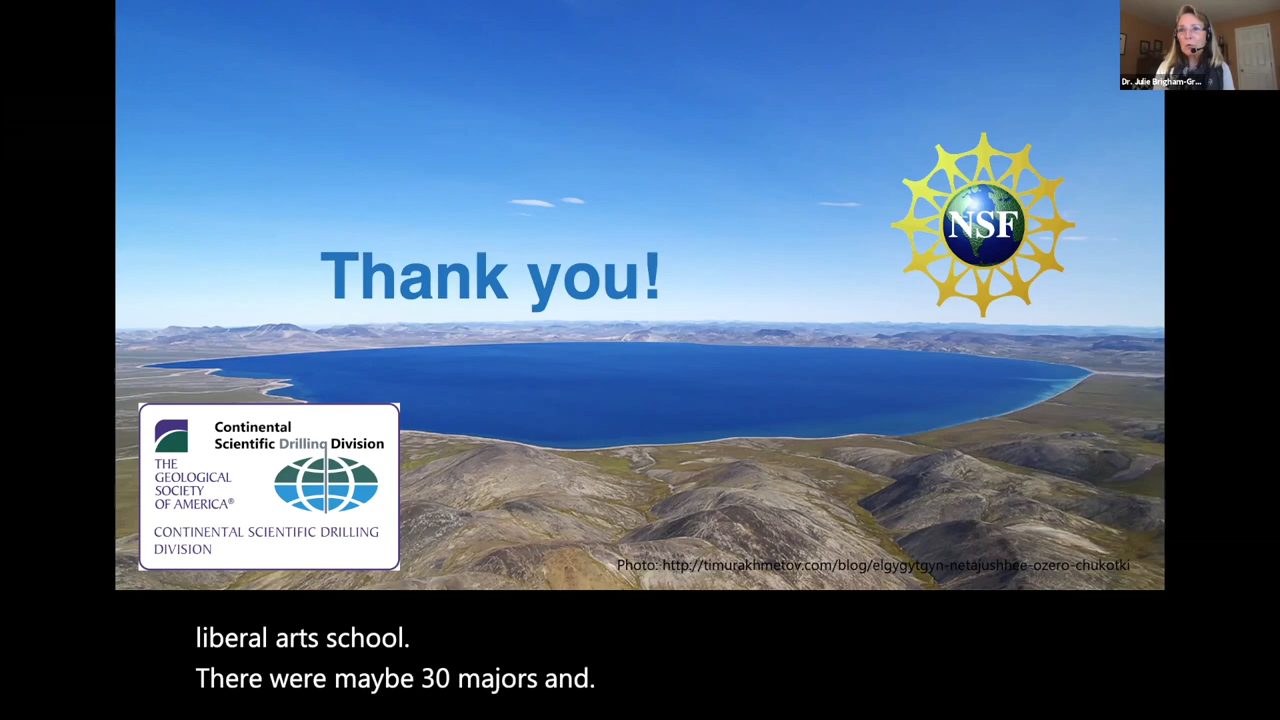 Dr. Julie Brigham-Gr...
NSF
Thank you!
Continental
Scientific Drilling Division
THE
GEOLOGICAL
SOCIETY
OF AMERICA®
CONTINENTAL SCIENTIFIC DRILLING
DIVISION
Photo: http://timurakhmetov.com/blog/elgygytgyn-netajushhee-ozero-chukotki
liberal arts school.
There were maybe 30 majors and.